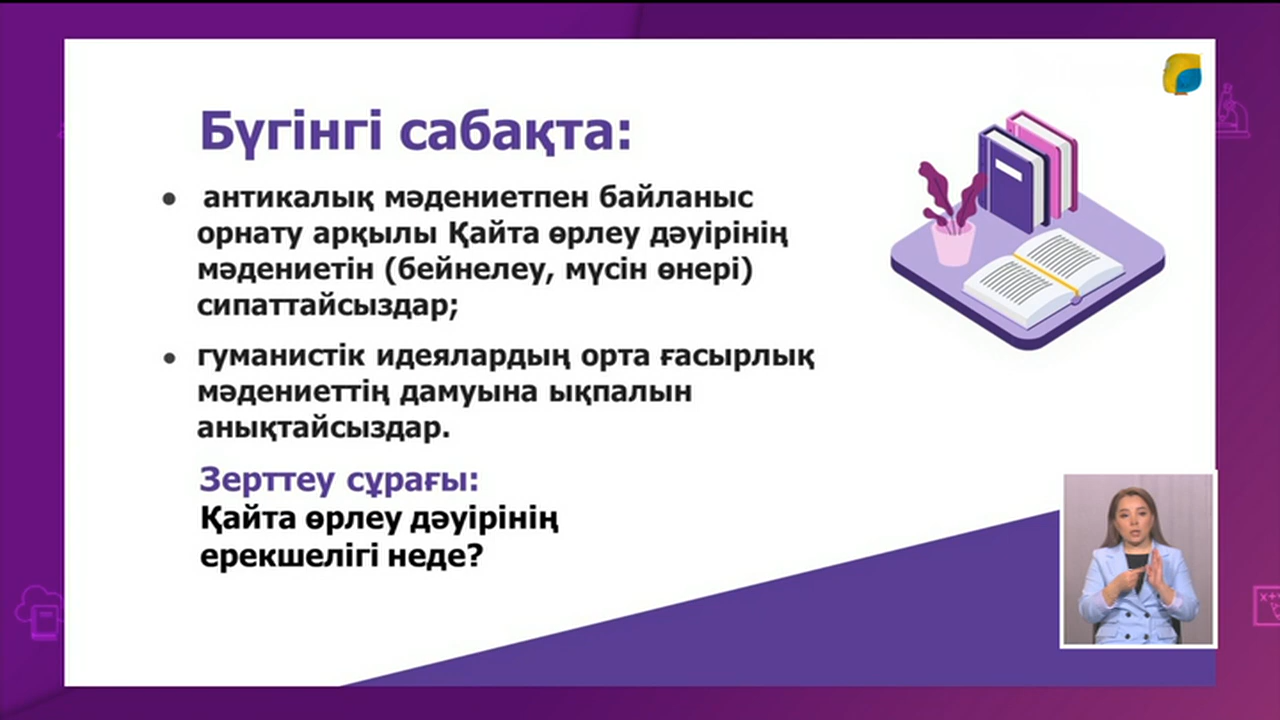 Бүгінгі сабақта:
• антикалық мәдениетпен байланыс
орнату арқылы Қайта өрлеу дәуірінің
мәдениетін (бейнелеу, мүсін өнері)
сипаттайсыздар;
• гуманистік идеялардың орта ғасырлық
мәдениеттің дамуына ықпалын
анықтайсыздар.
Зерттеу сұрағы:
Қайта өрлеу дәуірінің
ерекшелігі неде?